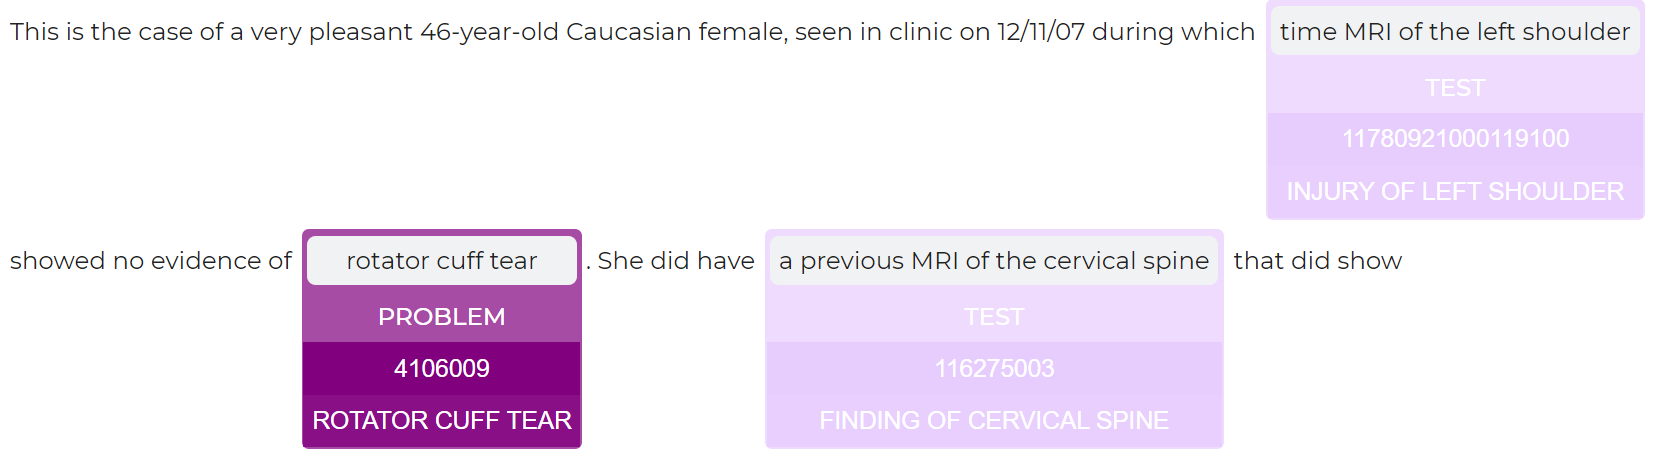 This is the case of a very pleasant 46-year-old Caucasian female, seen in clinic on 12/11/07 during which time MRI of the left shoulder
TEST
11780921000119100
INJURY OF LEFT SHOULDER
showed no evidence of rotator cuff tear . She did have a previous MRI of the cervical spine that did show
PROBLEM TEST
4106009 116275003
ROTATOR CUFF TEAR FINDING OF CERVICAL SPINE